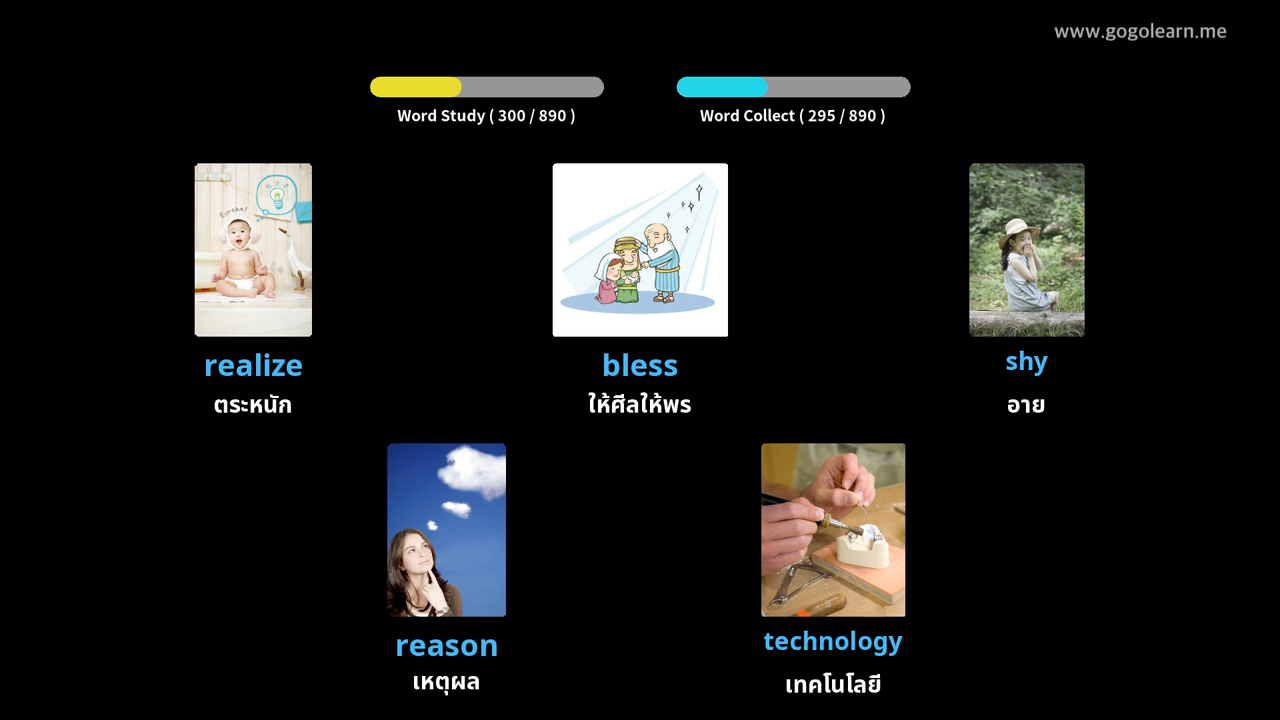 www.gogolearn.me
Word Study ( 300 / 890 )
Word Collect ( 295 / 890 )
Eureka!
realize
ตระหนัก
bless
ให้ศีลให้พร
shy
อาย
reason
เหตุผล
technology
เทคโนโลยี